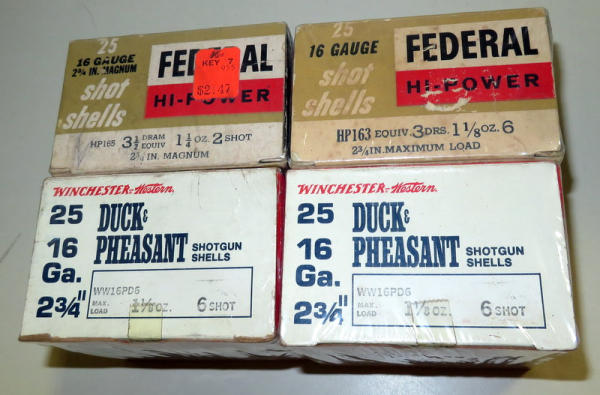 25
16 GAUGE
2¾ IN. MAGNUM
shot
shells
FEDERAL
HI-POWER
KEY 7
$2.47
HP165 3½ DRAM EQUIV 1¼ OZ. 2 SHOT
2¾ IN. MAGNUM
25
16 GAUGE
shot
shells
FEDERAL
HI-POWER
HP163 EQUIV. 3 DRS. 1⅛ OZ. 6
2¾ IN. MAXIMUM LOAD
WINCHESTER-Western
25
16
Ga.
2¾"
DUCK &
PHEASANT SHOTGUN SHELLS
WW16PD6
MAX. LOAD 1⅛ OZ. 6 SHOT
WINCHESTER-Western
25
16
Ga.
2¾"
DUCK &
PHEASANT SHOTGUN SHELLS
WW16PD6
MAX. LOAD 1⅛ OZ. 6 SHOT